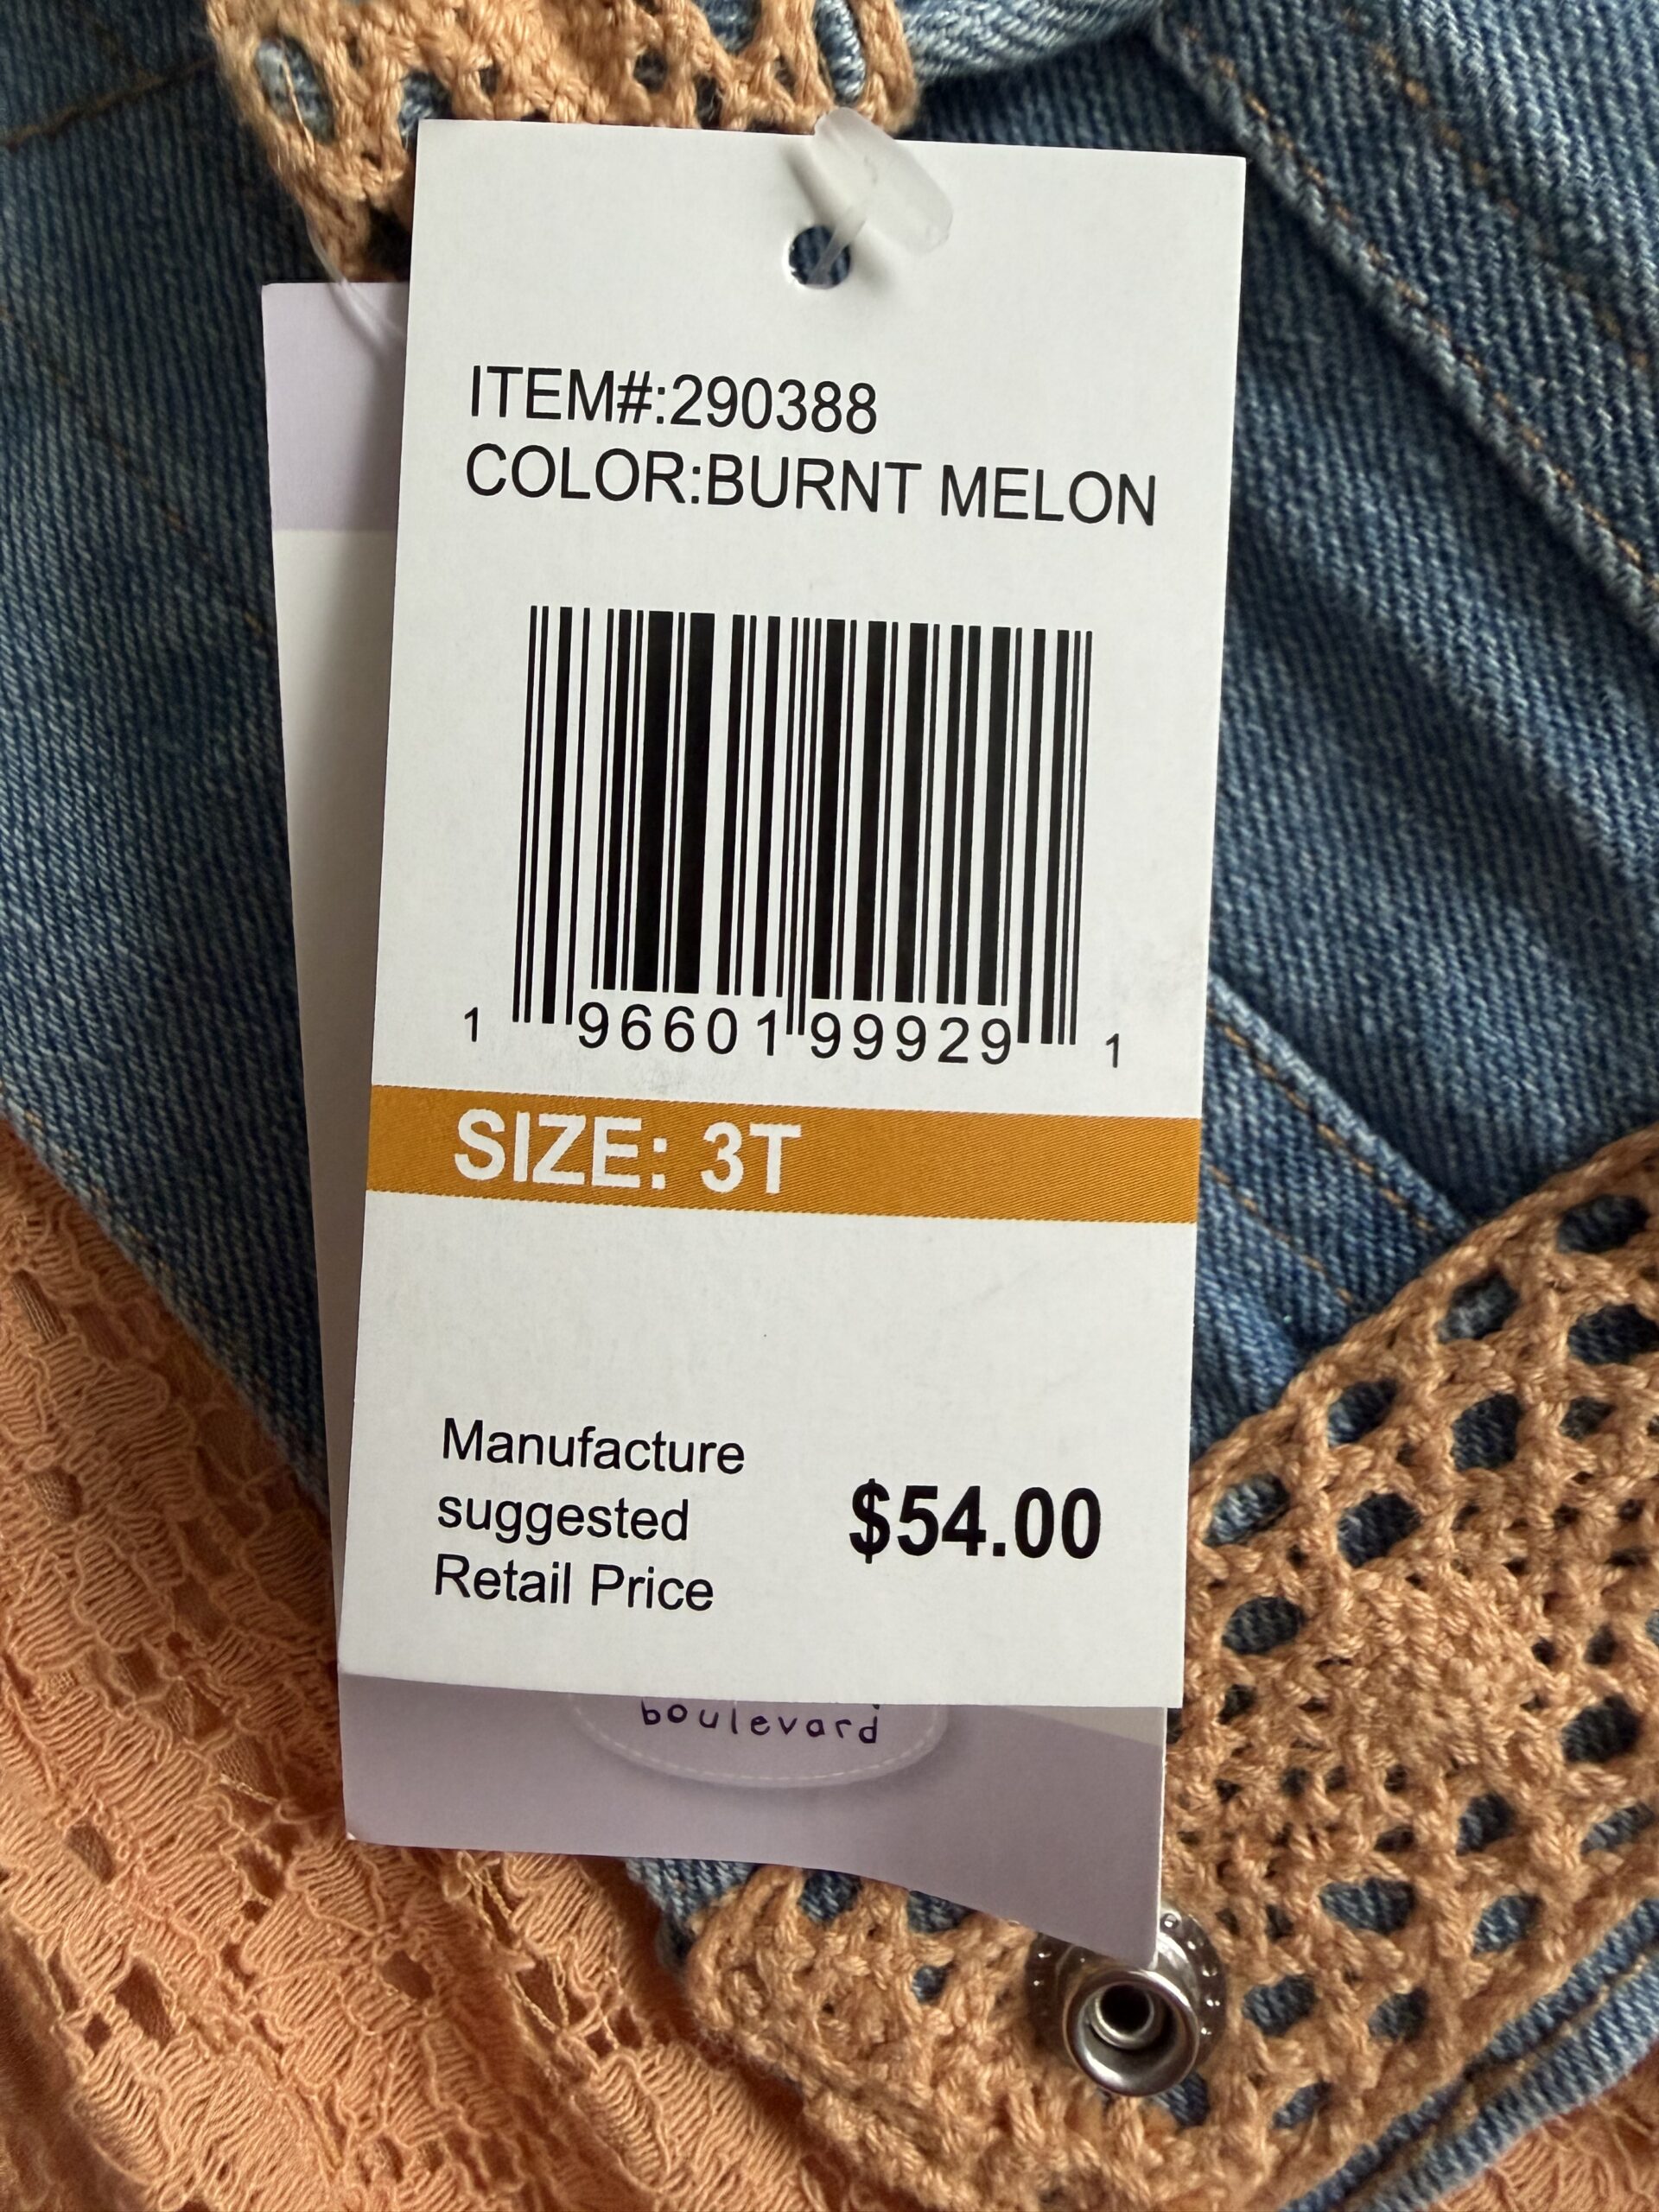 ITEM#:290388
COLOR:BURNT MELON
1 96601 99929 1
SIZE: 3T
Manufacture
suggested
Retail Price
$54.00
boulevard